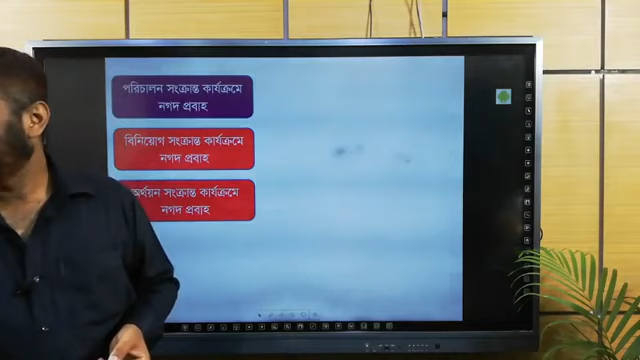 পরিচালন সংক্রান্ত কার্যক্রমে
নগদ প্রবাহ
বিনিয়োগ সংক্রান্ত কার্যক্রমে
নগদ প্রবাহ
অর্থায়ন সংক্রান্ত কার্যক্রমে
নগদ প্রবাহ